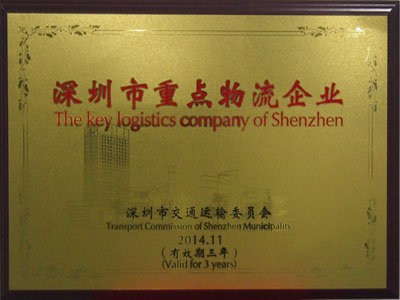 深圳市重点物流企业
The key logistics company of Shenzhen
深圳市交通运输委员会
Transport Commission of Shenzhen Municipality
2014.11
(有效期三年)
(Valid for 3 years)